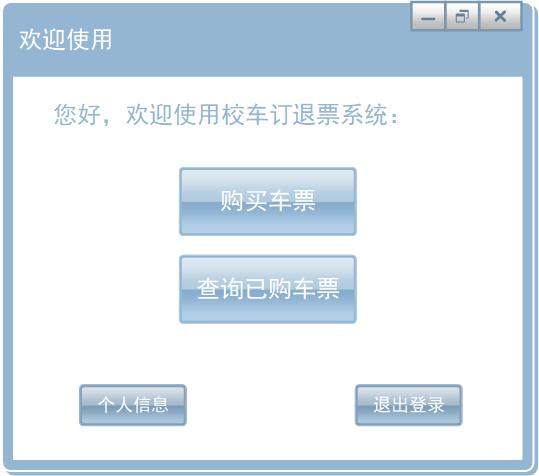 欢迎使用
您好，欢迎使用校车订退票系统：
购买车票
查询已购车票
个人信息
退出登录